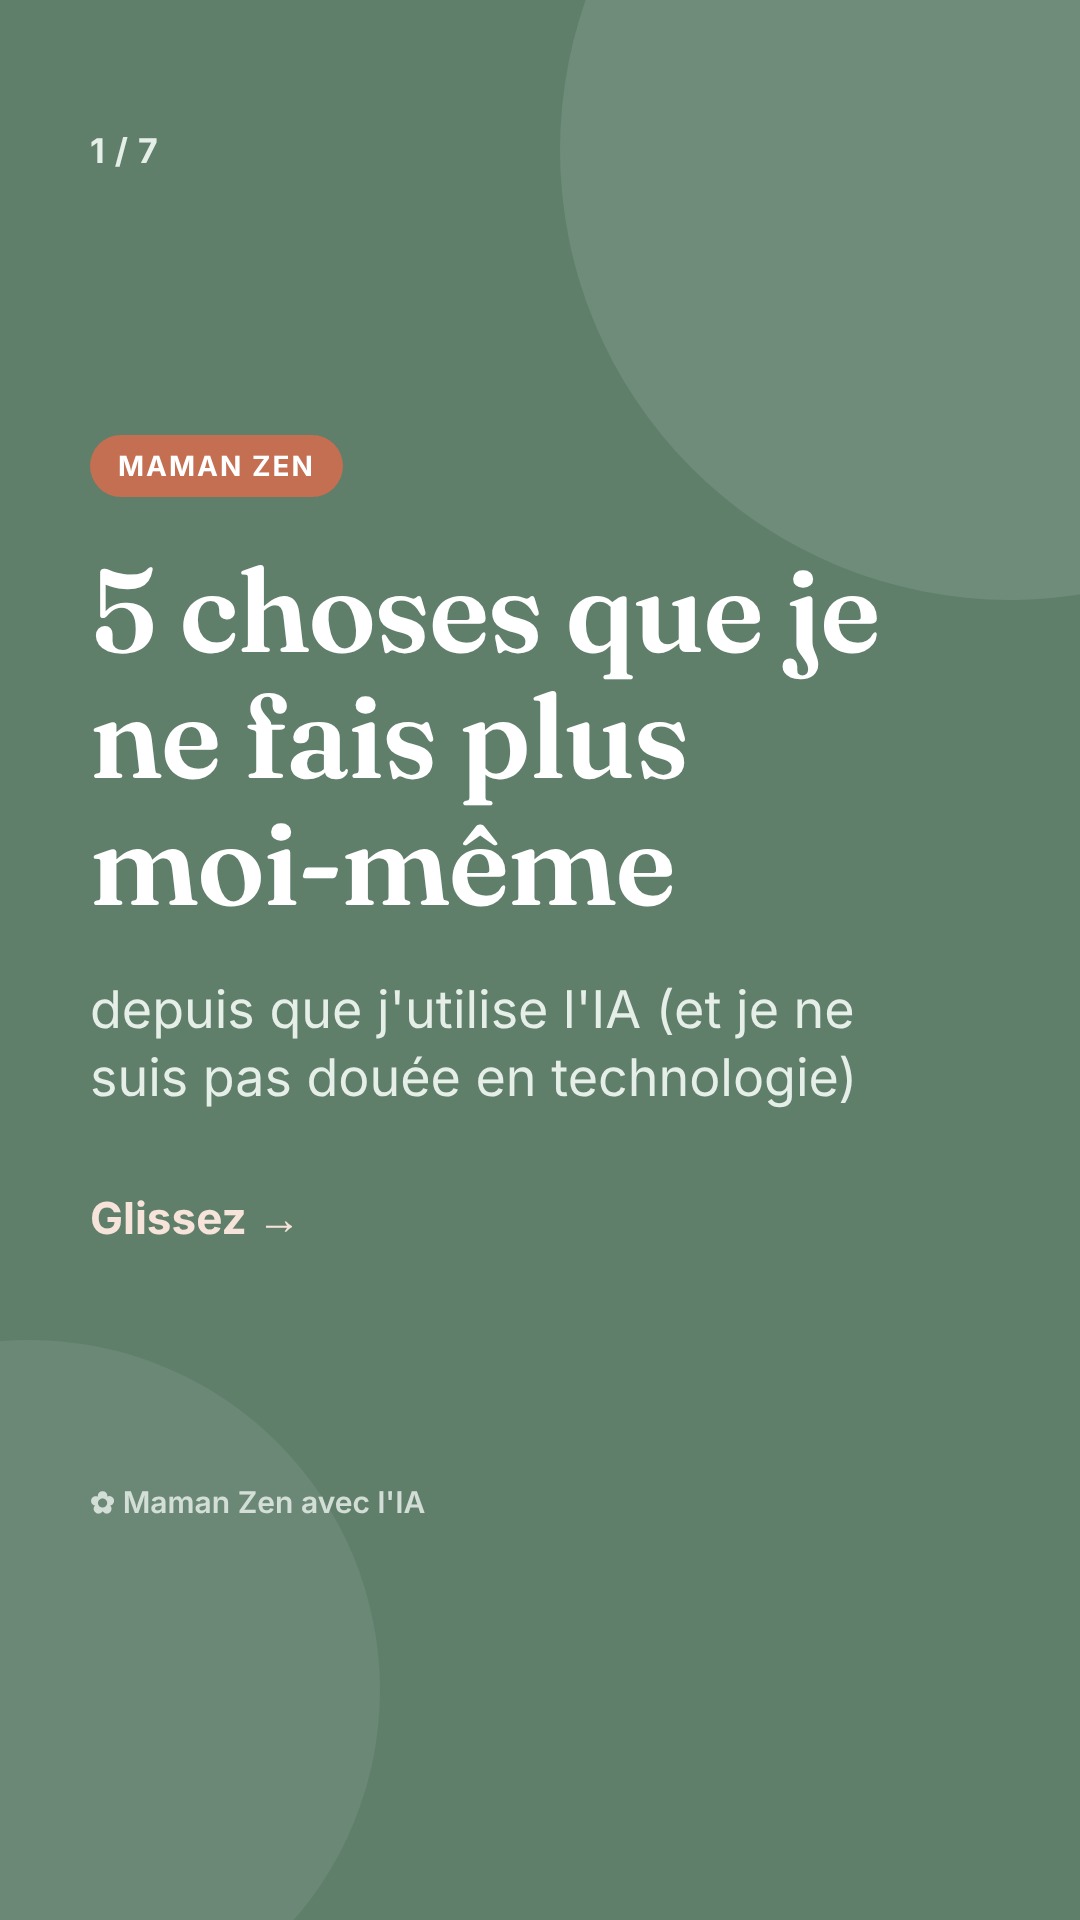 1 / 7
MAMAN ZEN
5 choses que je
ne fais plus
moi-même
depuis que j'utilise l'IA (et je ne
suis pas douée en technologie)
Glissez →
✿ Maman Zen avec l'IA